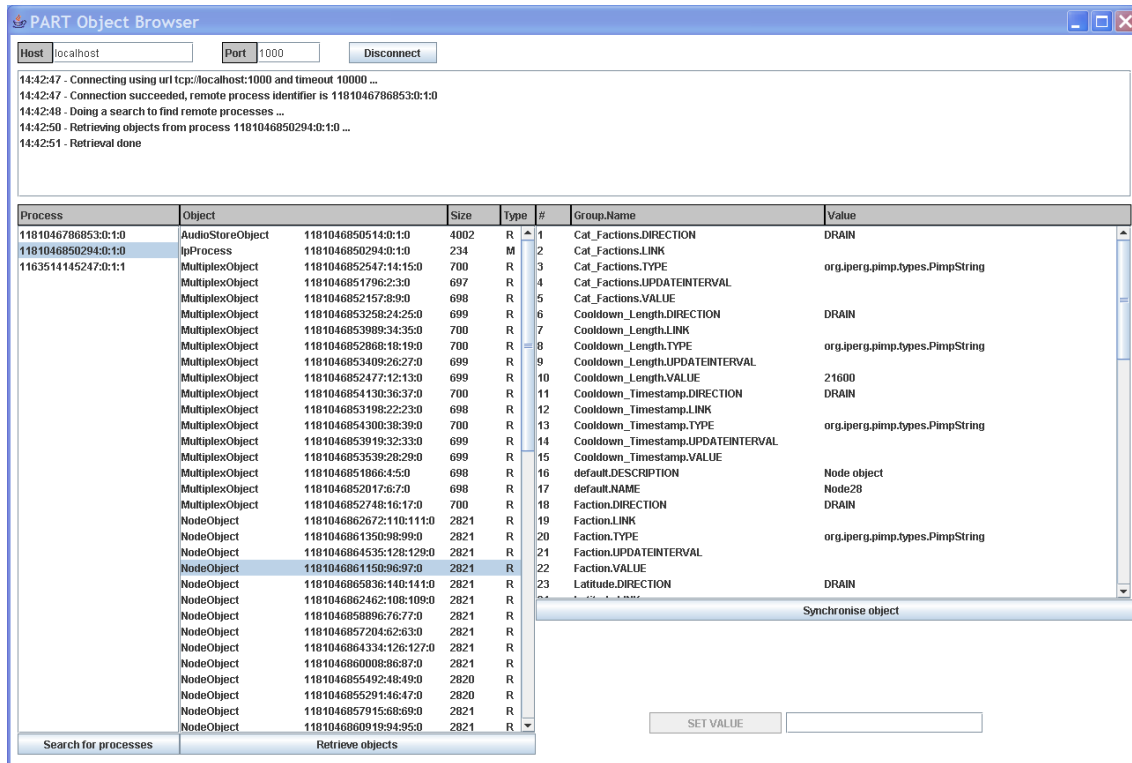 PART Object Browser
Host localhost Port 1000 Disconnect
14:42:47 - Connecting using url tcp://localhost:1000 and timeout 10000 ...
14:42:47 - Connection succeeded, remote process identifier is 1181046786853:0:1:0
14:42:48 - Doing a search to find remote processes ...
14:42:50 - Retrieving objects from process 1181046850294:0:1:0 ...
14:42:51 - Retrieval done
Process Object Size Type # Group.Name Value
1181046786853:0:1:0 AudioStoreObject 1181046850514:0:1:0 4002 R 1 Cat_Factions.DIRECTION DRAIN
1181046850294:0:1:0 IpProcess 1181046850294:0:1:0 234 M 2 Cat_Factions.LINK
1163514145247:0:1:1 MultiplexObject 1181046852547:14:15:0 700 R 3 Cat_Factions.TYPE org.iperg.pimp.types.PimpString
MultiplexObject 1181046851796:2:3:0 697 R 4 Cat_Factions.UPDATEINTERVAL
MultiplexObject 1181046852157:8:9:0 698 R 5 Cat_Factions.VALUE
MultiplexObject 1181046853258:24:25:0 699 R 6 Cooldown_Length.DIRECTION DRAIN
MultiplexObject 1181046853989:34:35:0 700 R 7 Cooldown_Length.LINK
MultiplexObject 1181046852868:18:19:0 700 R 8 Cooldown_Length.TYPE org.iperg.pimp.types.PimpString
MultiplexObject 1181046853409:26:27:0 699 R 9 Cooldown_Length.UPDATEINTERVAL
MultiplexObject 1181046852477:12:13:0 699 R 10 Cooldown_Length.VALUE 21600
MultiplexObject 1181046854130:36:37:0 700 R 11 Cooldown_Timestamp.DIRECTION DRAIN
MultiplexObject 1181046853198:22:23:0 698 R 12 Cooldown_Timestamp.LINK
MultiplexObject 1181046854300:38:39:0 700 R 13 Cooldown_Timestamp.TYPE org.iperg.pimp.types.PimpString
MultiplexObject 1181046853919:32:33:0 699 R 14 Cooldown_Timestamp.UPDATEINTERVAL
MultiplexObject 1181046853539:28:29:0 699 R 15 Cooldown_Timestamp.VALUE
MultiplexObject 1181046851866:4:5:0 698 R 16 default.DESCRIPTION Node object
MultiplexObject 1181046852017:6:7:0 698 R 17 default.NAME Node28
MultiplexObject 1181046852748:16:17:0 700 R 18 Faction.DIRECTION DRAIN
NodeObject 1181046862672:110:111:0 2821 R 19 Faction.LINK
NodeObject 1181046861350:98:99:0 2821 R 20 Faction.TYPE org.iperg.pimp.types.PimpString
NodeObject 1181046864535:128:129:0 2821 R 21 Faction.UPDATEINTERVAL
NodeObject 1181046861150:96:97:0 2821 R 22 Faction.VALUE
NodeObject 1181046865836:140:141:0 2821 R 23 Latitude.DIRECTION DRAIN
NodeObject 1181046862462:108:109:0 2821 R
NodeObject 1181046858896:76:77:0 2821 R Synchronise object
NodeObject 1181046857204:62:63:0 2821 R
NodeObject 1181046864334:126:127:0 2821 R
NodeObject 1181046860008:86:87:0 2821 R
NodeObject 1181046855492:48:49:0 2820 R
NodeObject 1181046855291:46:47:0 2820 R
NodeObject 1181046857915:68:69:0 2821 R SET VALUE
NodeObject 1181046860919:94:95:0 2821 R
Search for processes Retrieve objects